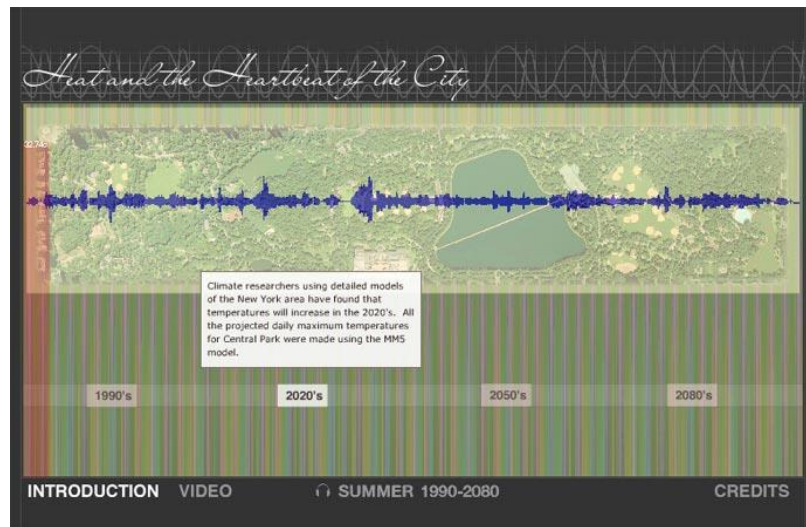 Heat and the Heartbeat of the City
Climate researchers using detailed models
of the New York area have found that
temperatures will increase in the 2020's. All
the projected daily maximum temperatures
for Central Park were made using the MM5
model.
1990's 2020's 2050's 2080's
INTRODUCTION VIDEO SUMMER 1990-2080 CREDITS